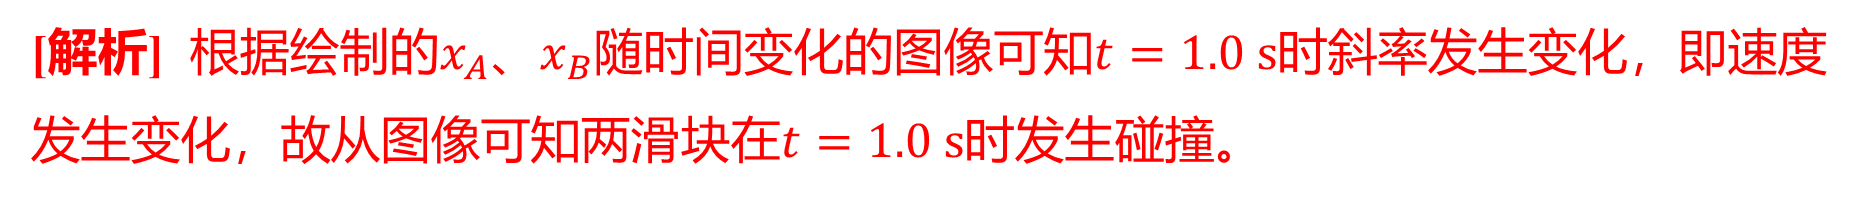 [解析] 根据绘制的x_A、x_B随时间变化的图像可知t = 1.0 s时斜率发生变化，即速度
发生变化，故从图像可知两滑块在t = 1.0 s时发生碰撞。